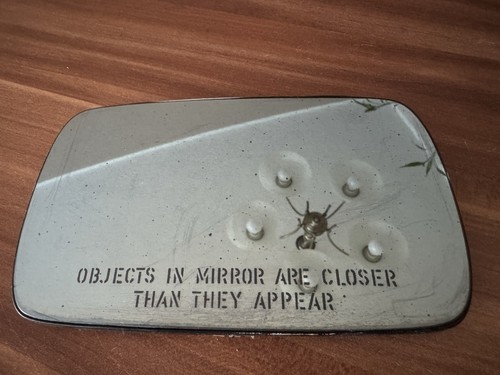 OBJECTS IN MIRROR ARE CLOSER
THAN THEY APPEAR